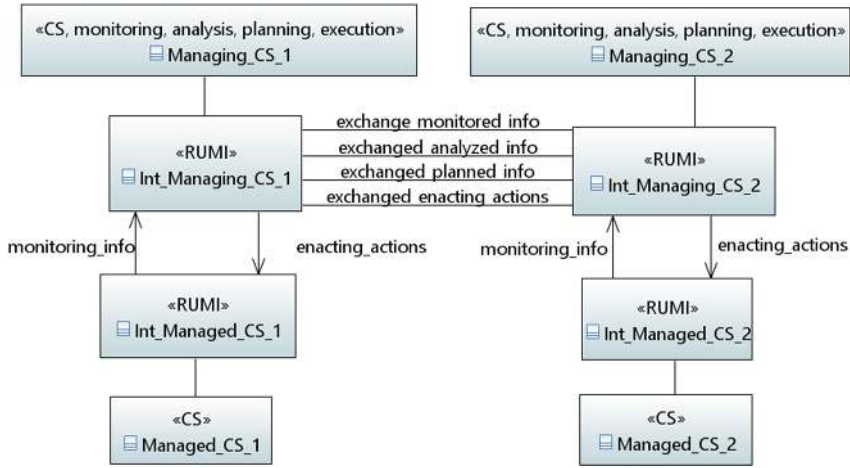 «CS, monitoring, analysis, planning, execution»
Managing_CS_1
«CS, monitoring, analysis, planning, execution»
Managing_CS_2
«RUMI»
Int_Managing_CS_1
exchange monitored info
exchanged analyzed info
exchanged planned info
exchanged enacting actions
«RUMI»
Int_Managing_CS_2
monitoring_info
enacting_actions
monitoring_info
enacting_actions
«RUMI»
Int_Managed_CS_1
«RUMI»
Int_Managed_CS_2
«CS»
Managed_CS_1
«CS»
Managed_CS_2